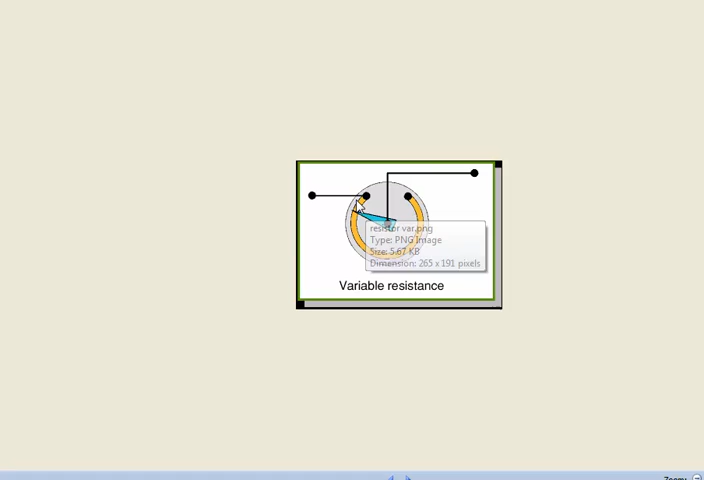 resistor var.png
Type: PNG Image
Size: 5.67 KB
Dimension: 265 x 191 pixels
Variable resistance